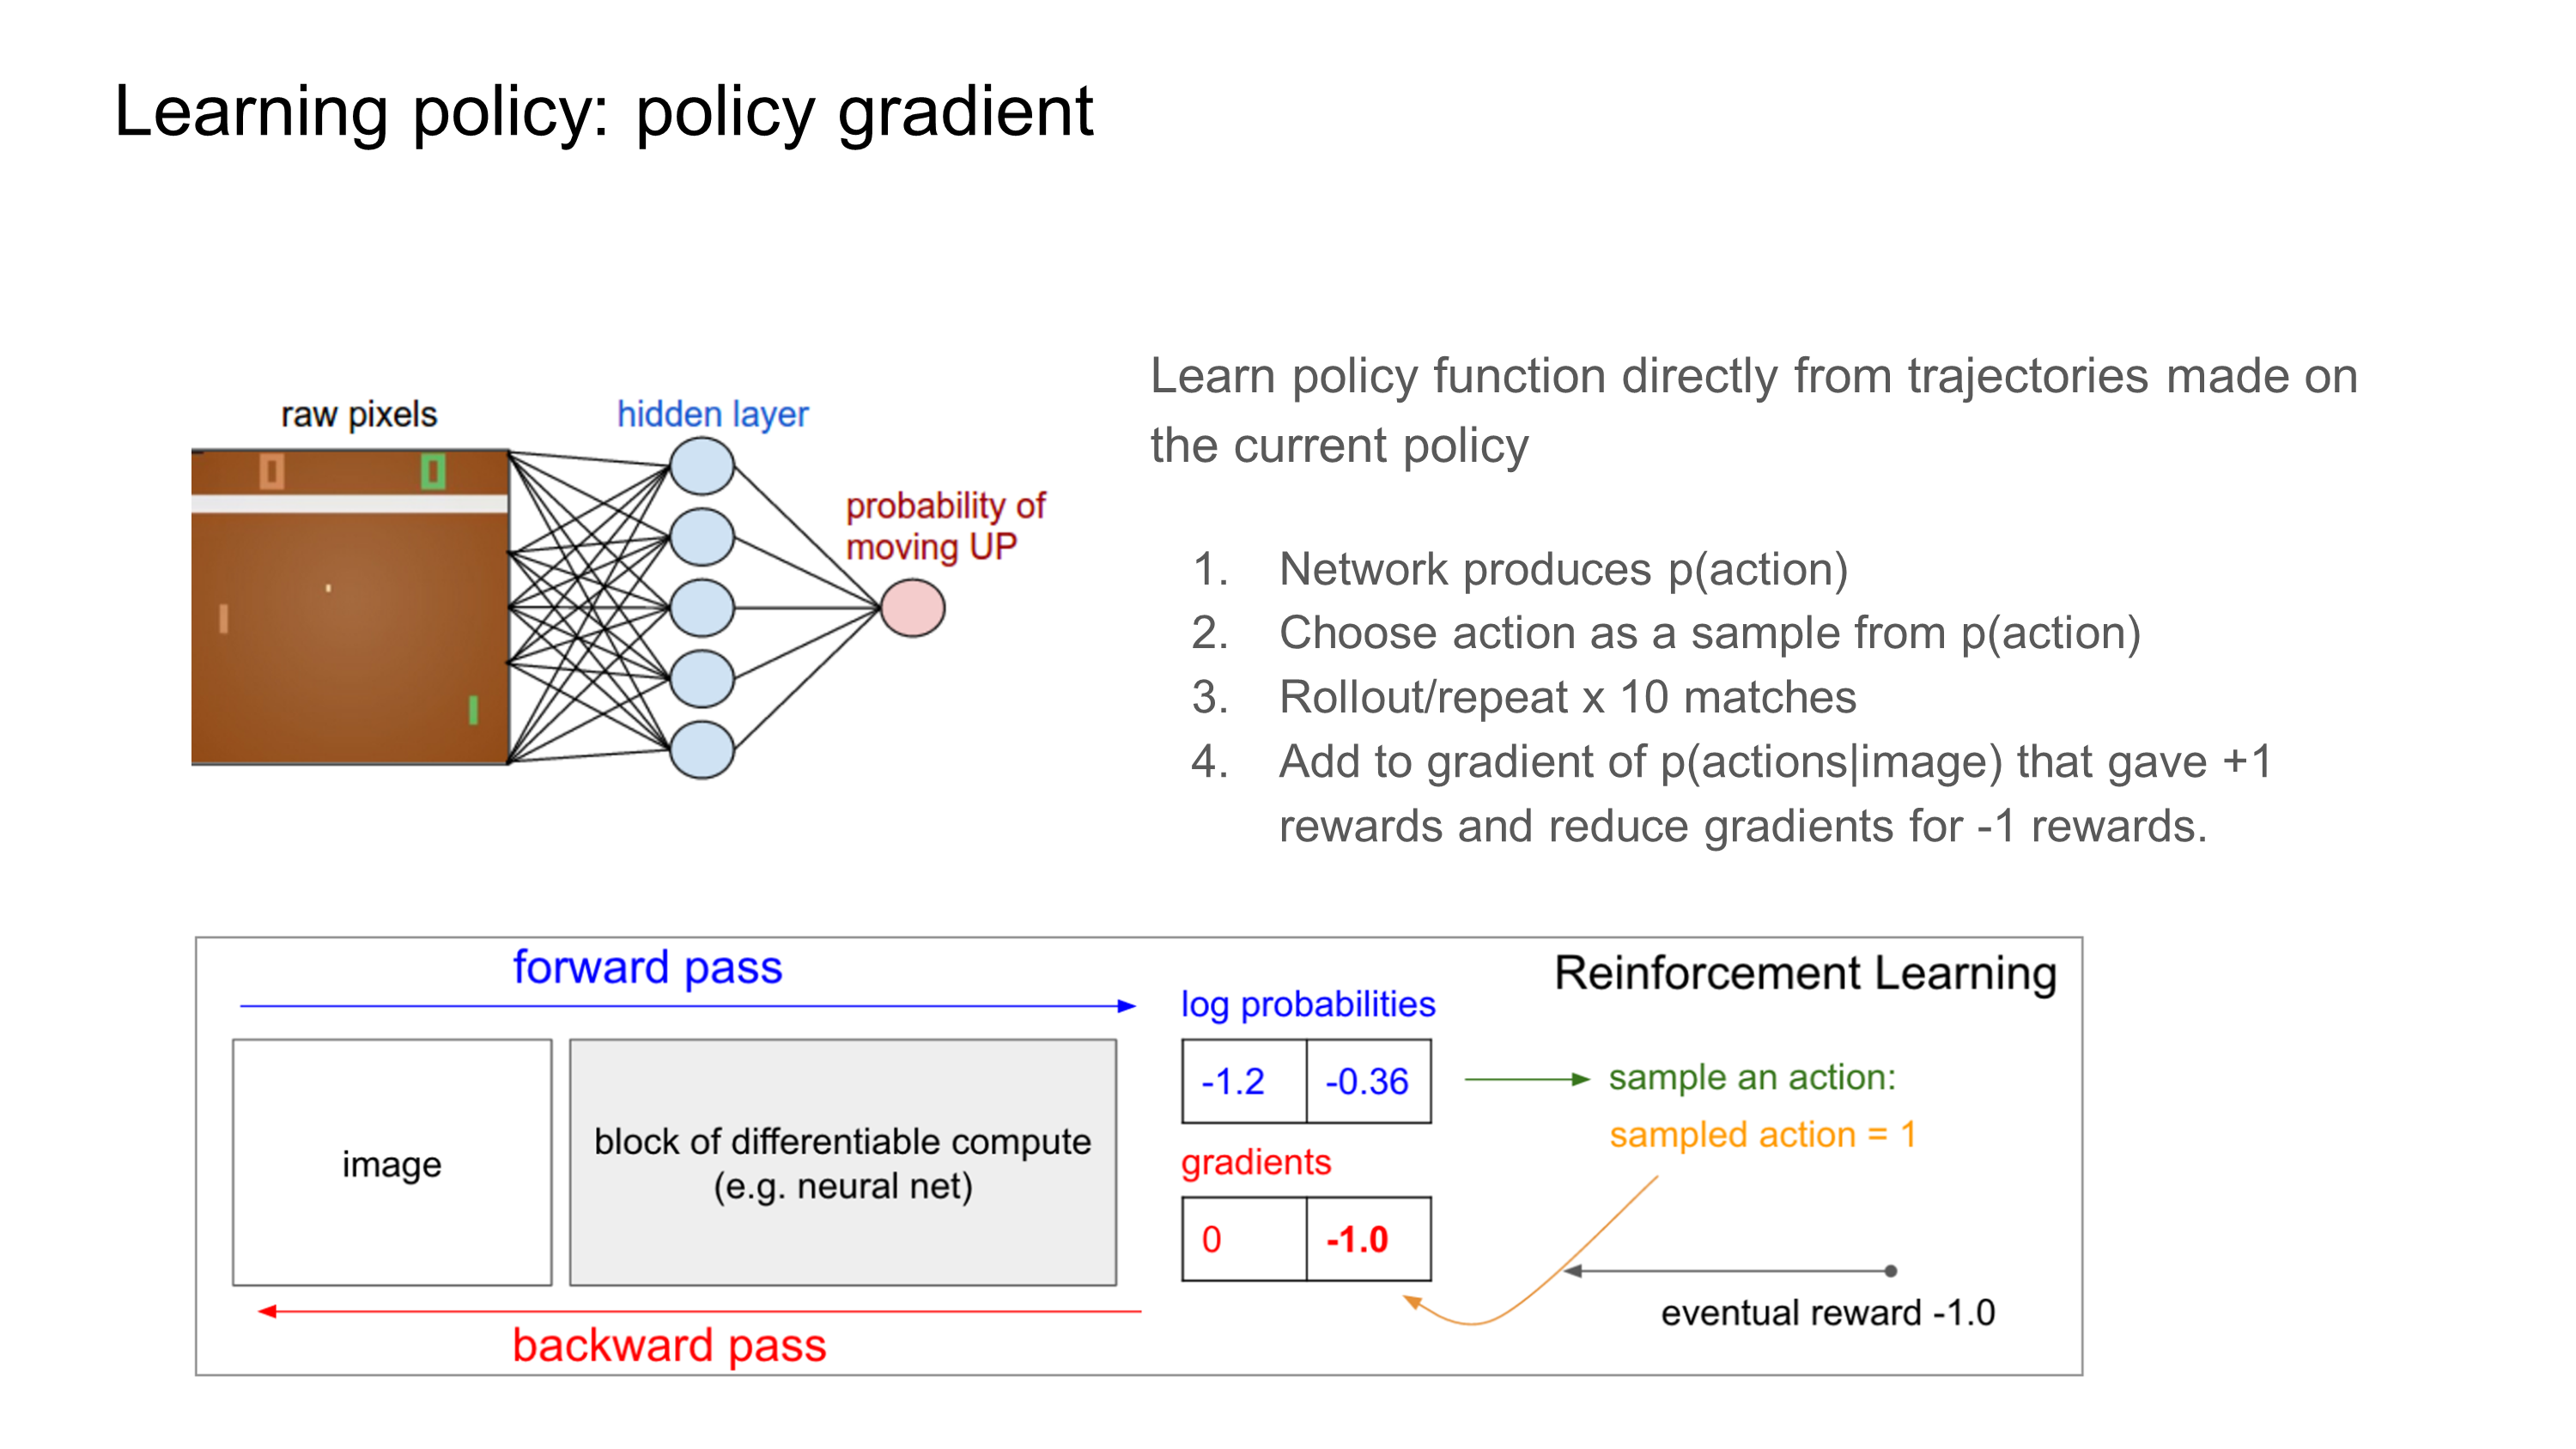 Learning policy: policy gradient
raw pixels
hidden layer
probability of
moving UP
0
0
Learn policy function directly from trajectories made on
the current policy
1. Network produces p(action)
2. Choose action as a sample from p(action)
3. Rollout/repeat x 10 matches
4. Add to gradient of p(actions|image) that gave +1
rewards and reduce gradients for -1 rewards.
forward pass
Reinforcement Learning
log probabilities
-1.2 -0.36
sample an action:
sampled action = 1
image
block of differentiable compute
(e.g. neural net)
gradients
0 -1.0
eventual reward -1.0
backward pass